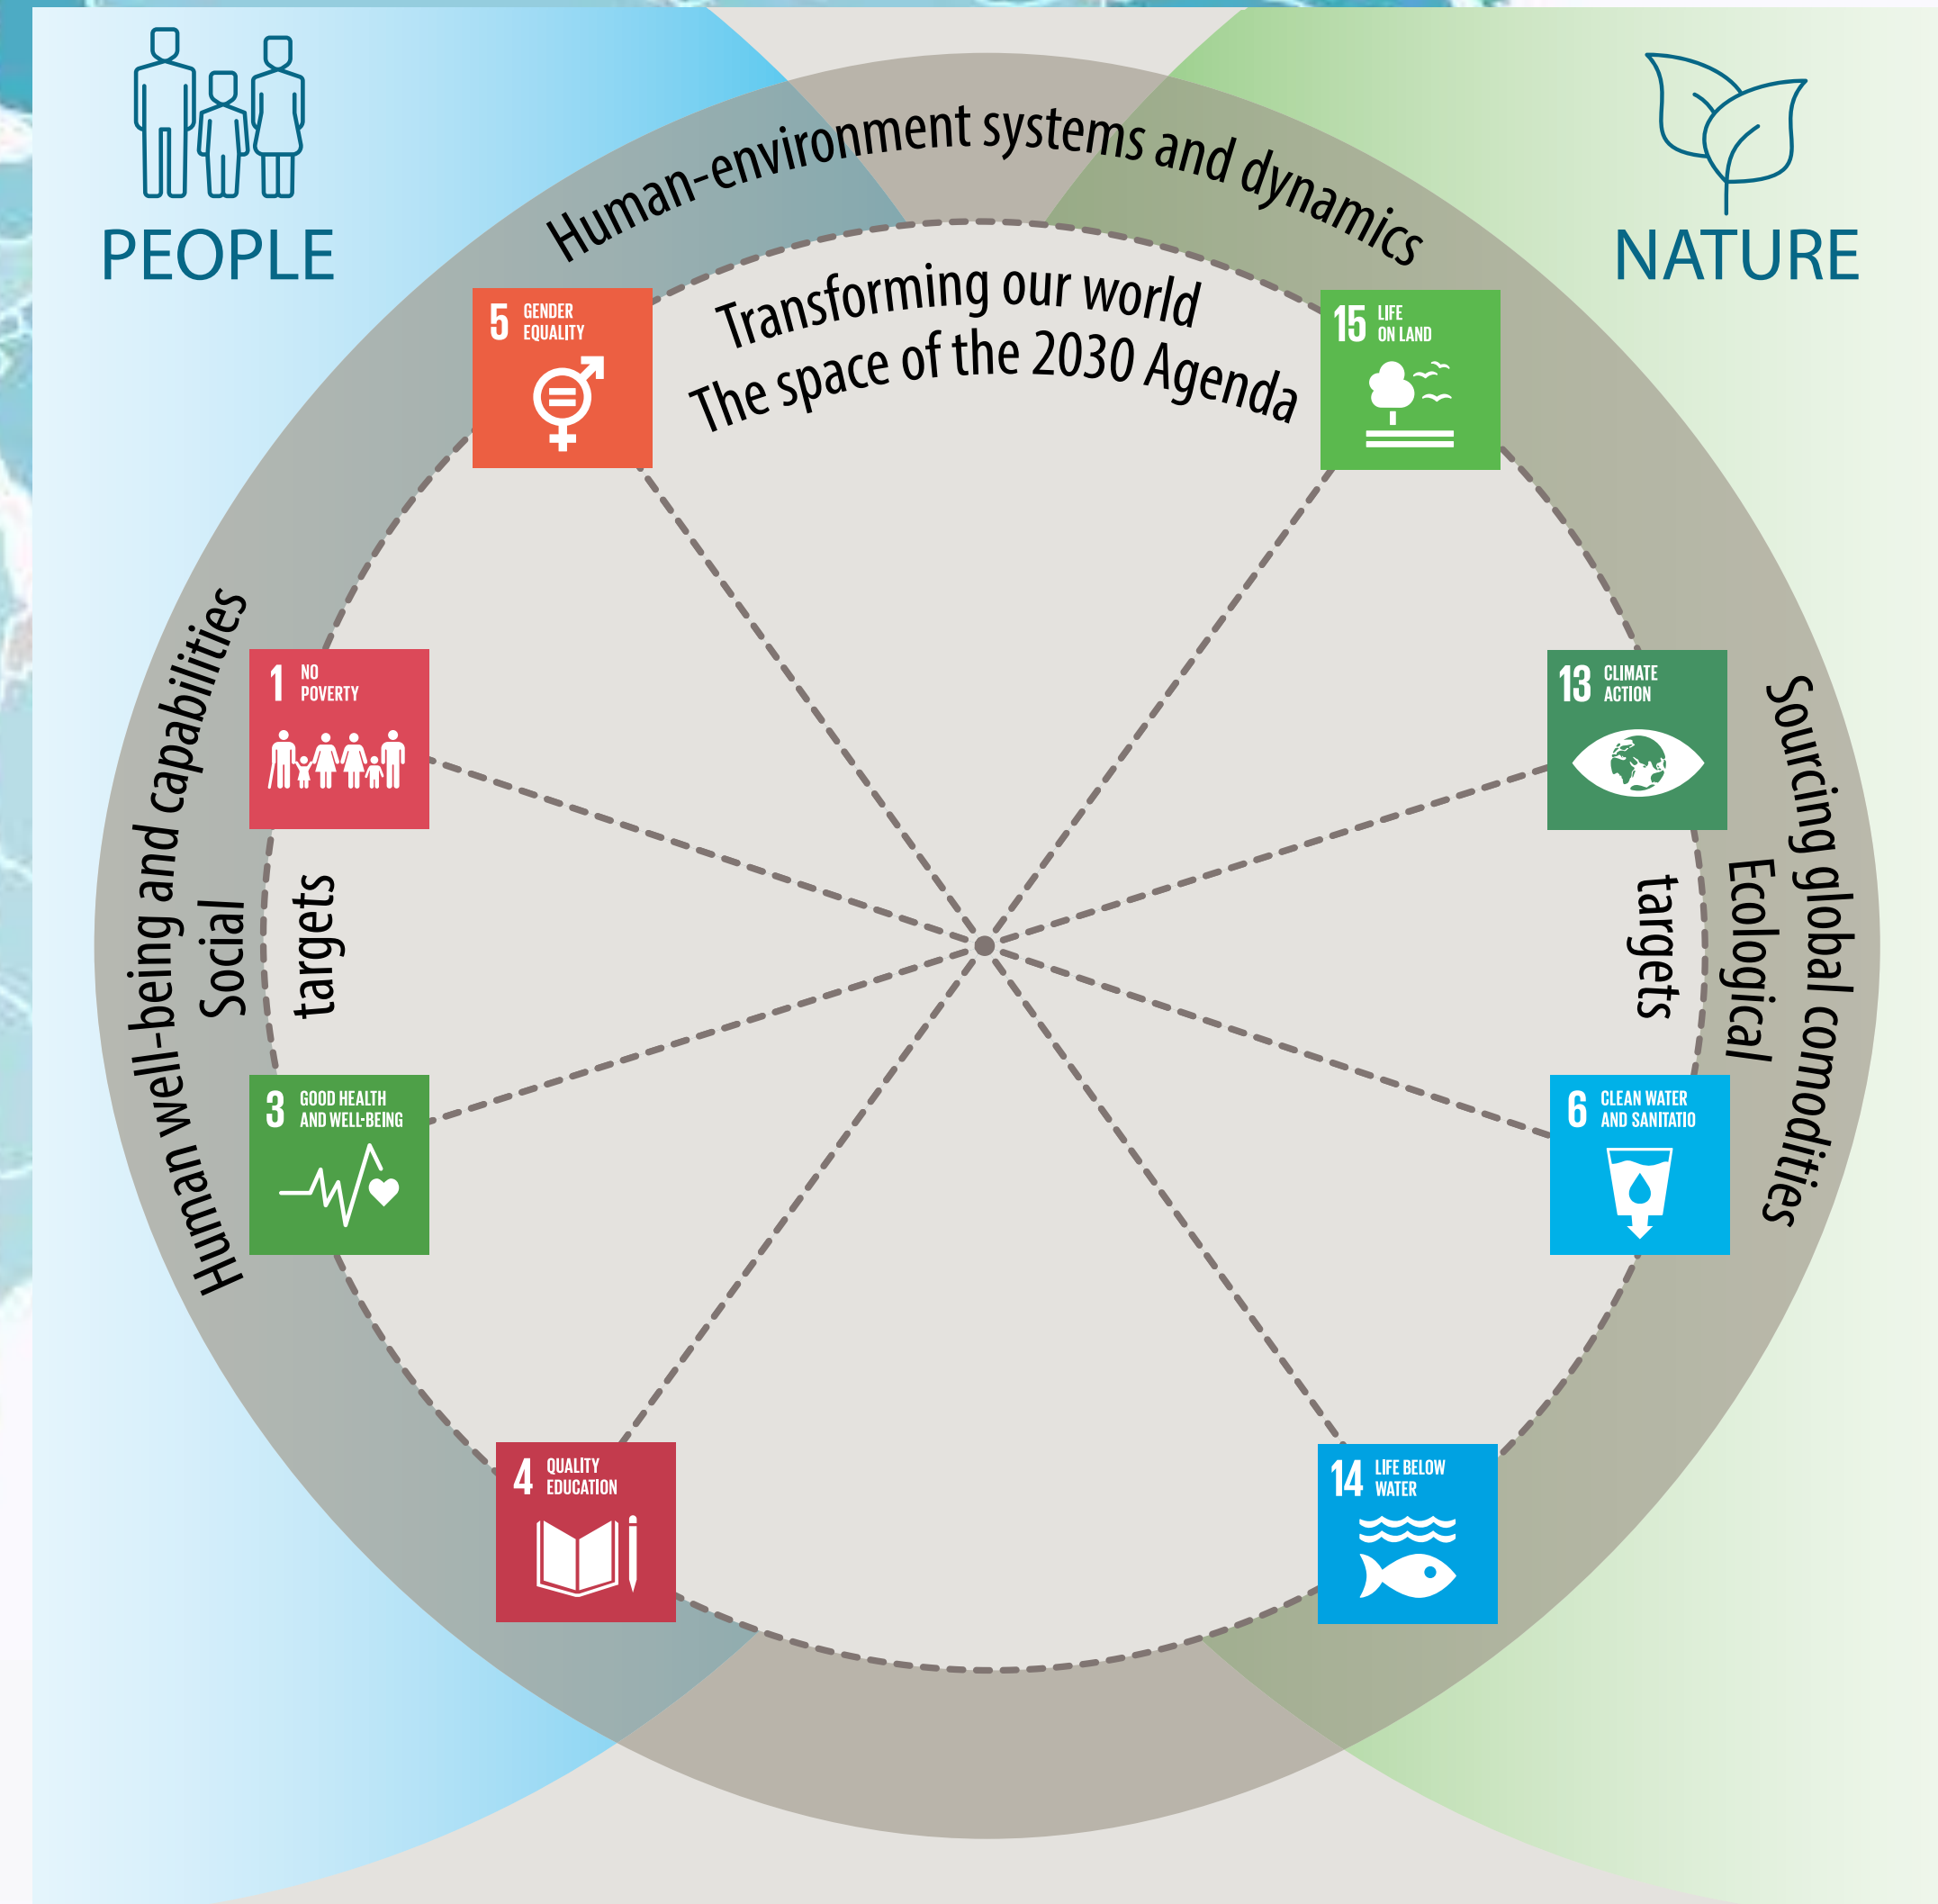 PEOPLE
NATURE
Human-environment systems and dynamics
Transforming our world
The space of the 2030 Agenda
5 GENDER
EQUALITY
15 LIFE
ON LAND
1 NO
POVERTY
13 CLIMATE
ACTION
Human well-being and capabilities
Social
targets
targets
Ecological
Sourcing global comodities
3 GOOD HEALTH
AND WELL-BEING
6 CLEAN WATER
AND SANITATIO
4 QUALITY
EDUCATION
14 LIFE BELOW
WATER